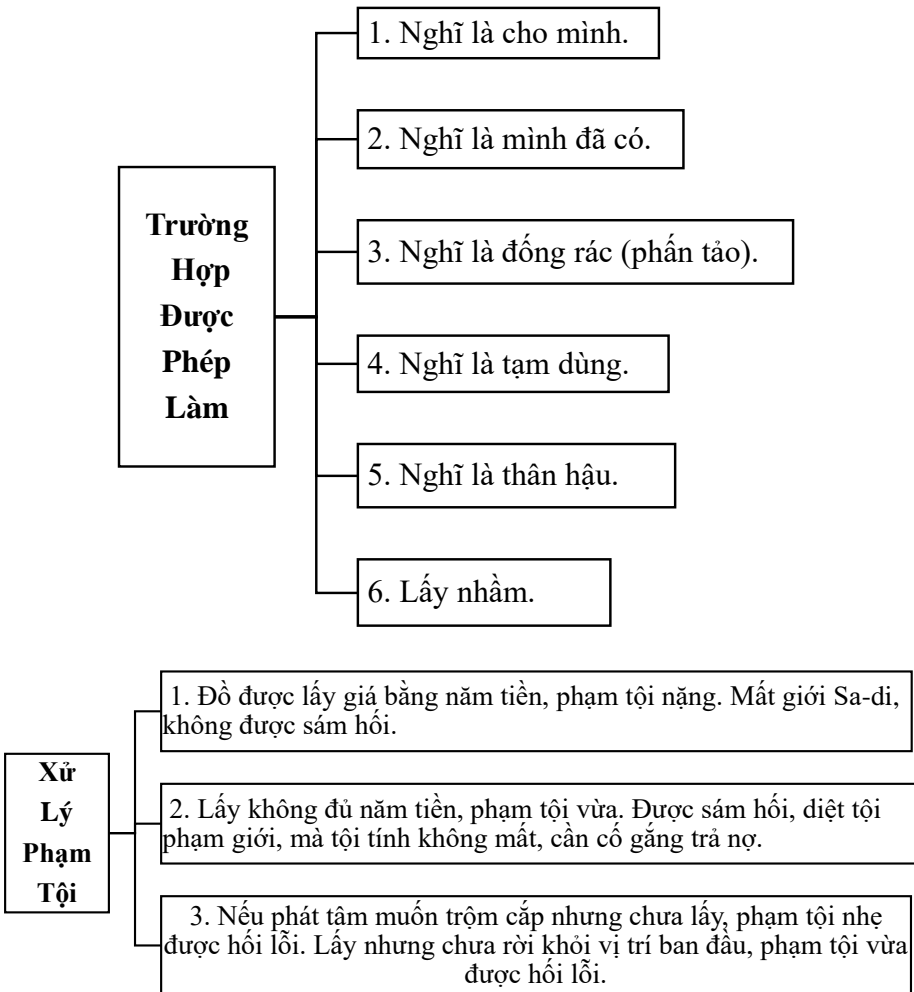 1. Nghĩ là cho mình.
2. Nghĩ là mình đã có.
Trường
Hợp
Được
Phép
Làm
3. Nghĩ là đống rác (phấn tảo).
4. Nghĩ là tạm dùng.
5. Nghĩ là thân hậu.
6. Lấy nhầm.
Xử
Lý
Phạm
Tội
1. Đồ được lấy giá bằng năm tiền, phạm tội nặng. Mất giới Sa-di,
không được sám hối.
2. Lấy không đủ năm tiền, phạm tội vừa. Được sám hối, diệt tội
phạm giới, mà tội tính không mất, cần cố gắng trả nợ.
3. Nếu phát tâm muốn trộm cắp nhưng chưa lấy, phạm tội nhẹ
được hối lỗi. Lấy nhưng chưa rời khỏi vị trí ban đầu, phạm tội vừa
được hối lỗi.